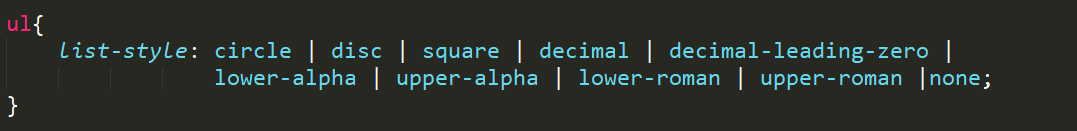 ul{
list-style: circle | disc | square | decimal | decimal-leading-zero |
lower-alpha | upper-alpha | lower-roman | upper-roman |none;
}